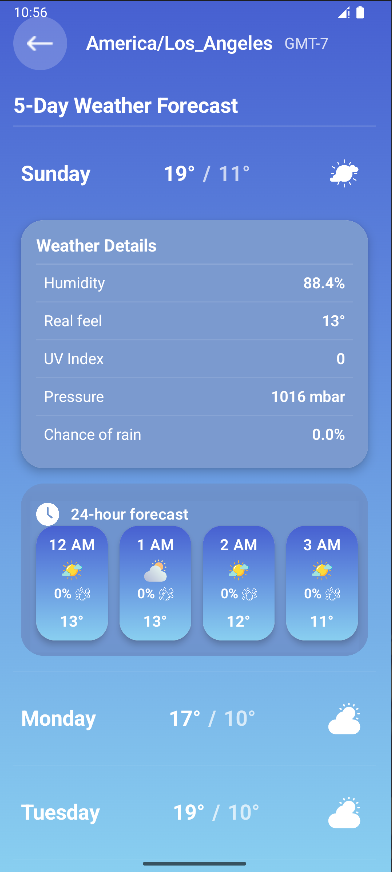 10:56
America/Los_Angeles GMT-7
5-Day Weather Forecast
Sunday 19° / 11°
Weather Details
Humidity 88.4%
Real feel 13°
UV Index 0
Pressure 1016 mbar
Chance of rain 0.0%
24-hour forecast
12 AM 1 AM 2 AM 3 AM
0% 0% 0% 0%
13° 13° 12° 11°
Monday 17° / 10°
Tuesday 19° / 10°